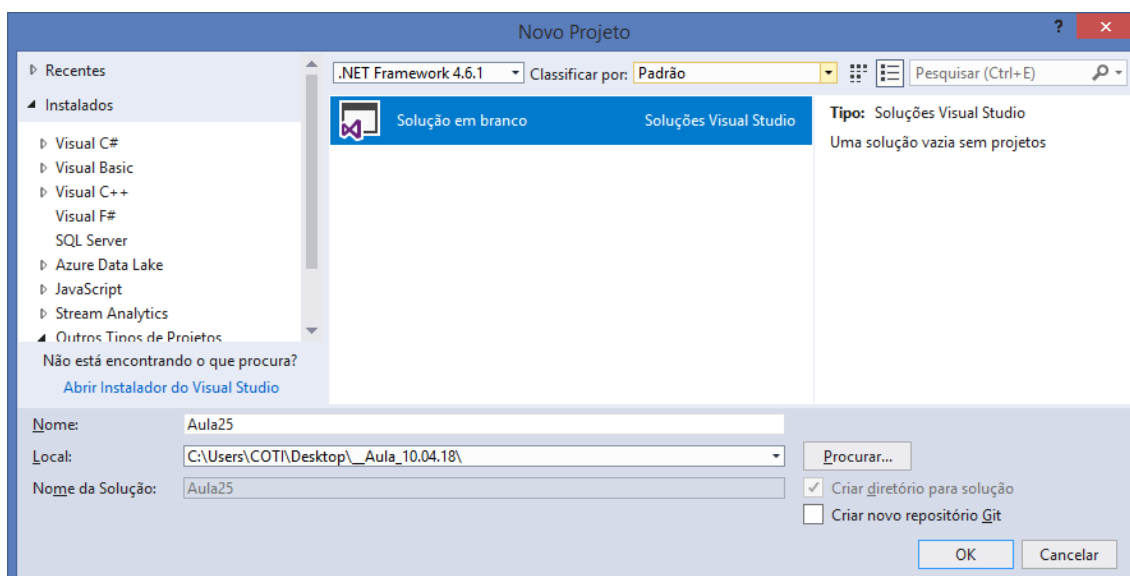 Novo Projeto
?
Recentes
Instalados
Visual C#
Visual Basic
Visual C++
Visual F#
SQL Server
Azure Data Lake
JavaScript
Stream Analytics
Outros Tipos de Projetos
Não está encontrando o que procura?
Abrir Instalador do Visual Studio
.NET Framework 4.6.1 Classificar por: Padrão
Pesquisar (Ctrl+E)
Solução em branco Soluções Visual Studio
Tipo: Soluções Visual Studio
Uma solução vazia sem projetos
Nome: Aula25
Local: C:\Users\COTI\Desktop\__Aula_10.04.18\ Procurar...
Nome da Solução: Aula25 Criar diretório para solução
Criar novo repositório Git
OK Cancelar